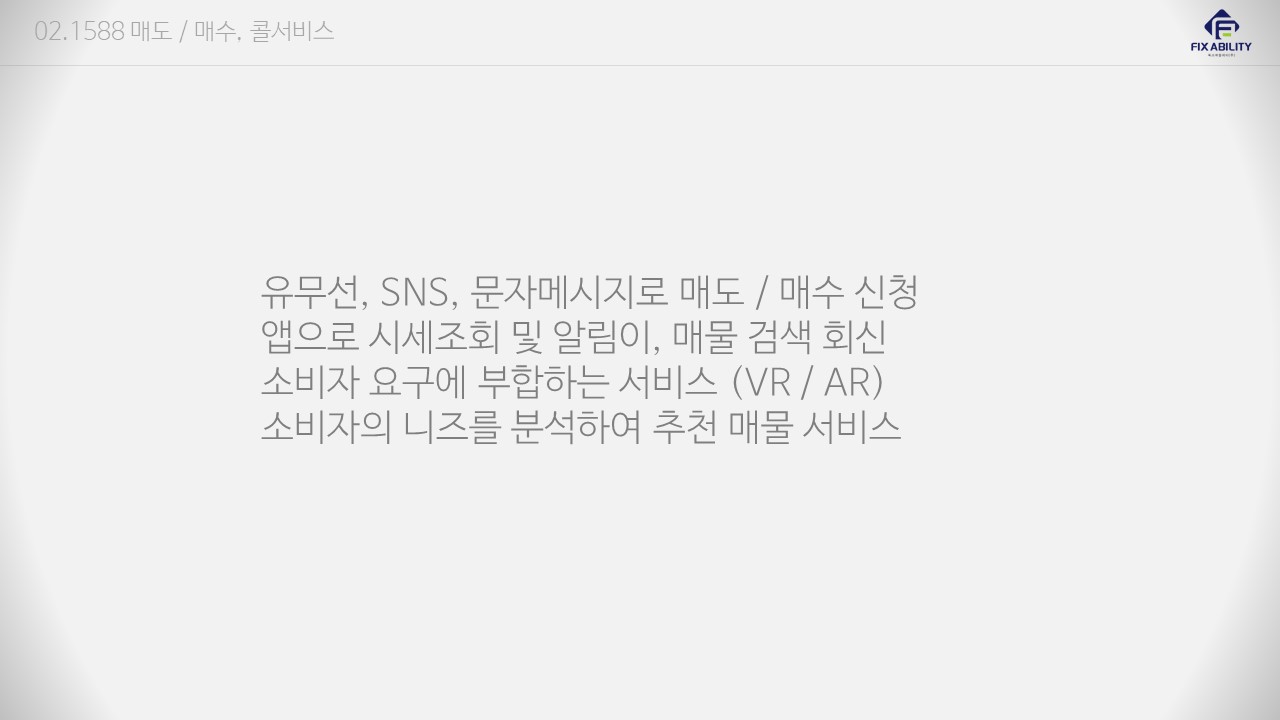 02.1588 매도 / 매수, 콜서비스
FIXABILITY
유무선, SNS, 문자메시지로 매도 / 매수 신청
앱으로 시세조회 및 알림이, 매물 검색 회신
소비자 요구에 부합하는 서비스 (VR / AR)
소비자의 니즈를 분석하여 추천 매물 서비스